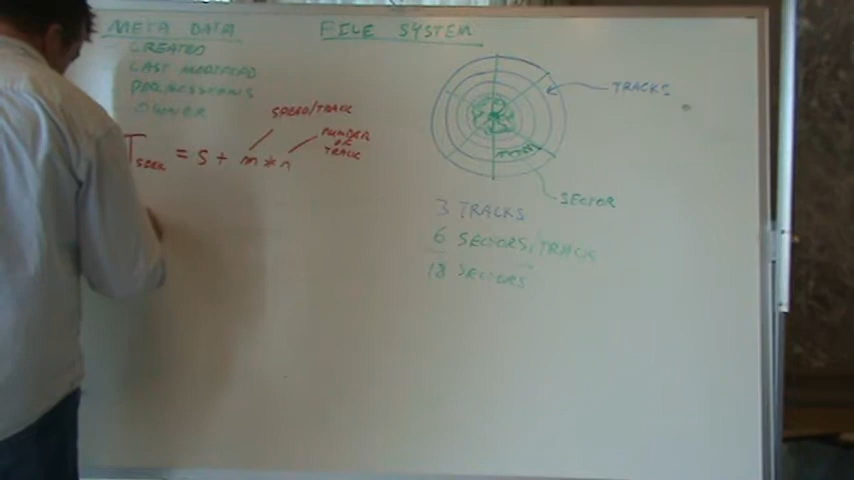 META DATA
CREATED
LAST MODIFIED
PERMISSIONS
OWNER
FILE SYSTEM
T SEEK = S + m * n
SPEED/TRACK
NUMBER
OF
TRACK
TRACKS
SECTOR
3 TRACKS
6 SECTORS/TRACK
18 SECTORS